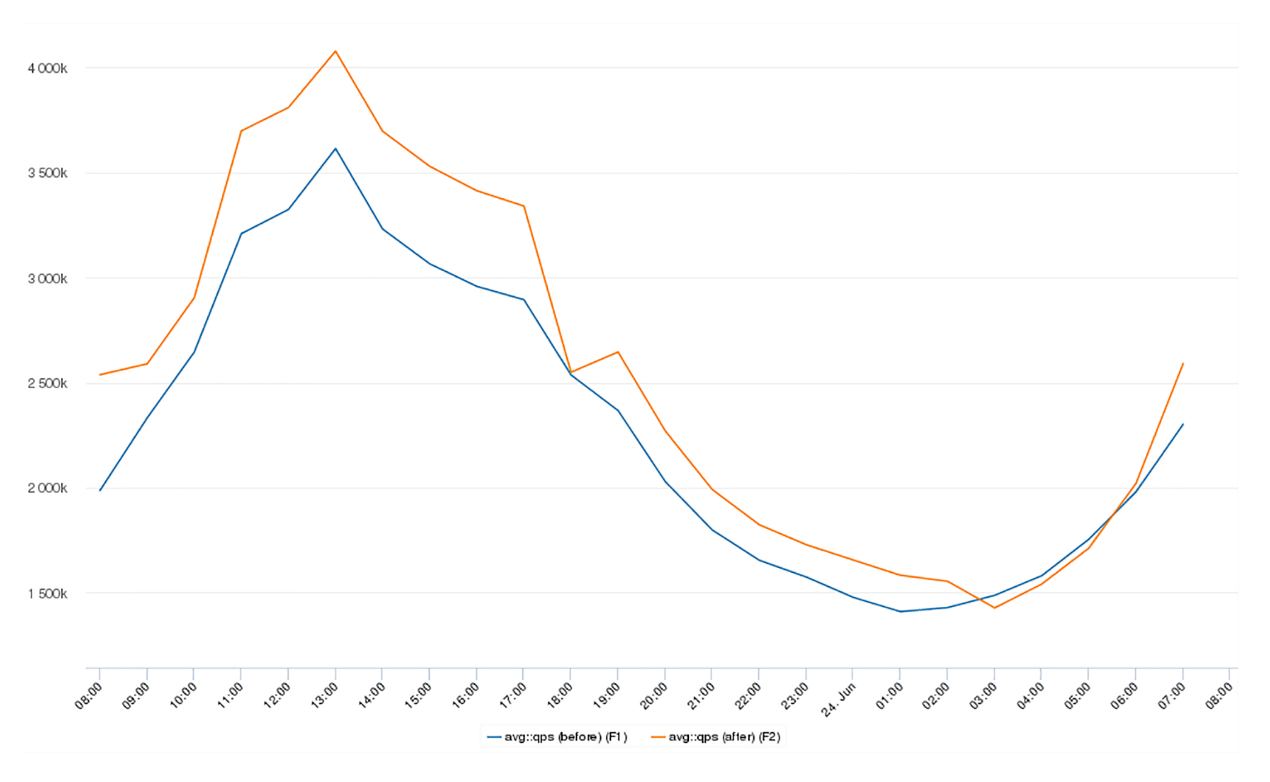 4 000k
3 500k
3 000k
2 500k
2 000k
1 500k
08:00 09:00 10:00 11:00 12:00 13:00 14:00 15:00 16:00 17:00 18:00 19:00 20:00 21:00 22:00 23:00 24. Jun 01:00 02:00 03:00 04:00 05:00 06:00 07:00 08:00
avg::qps (before) (F1) avg::qps (after) (F2)